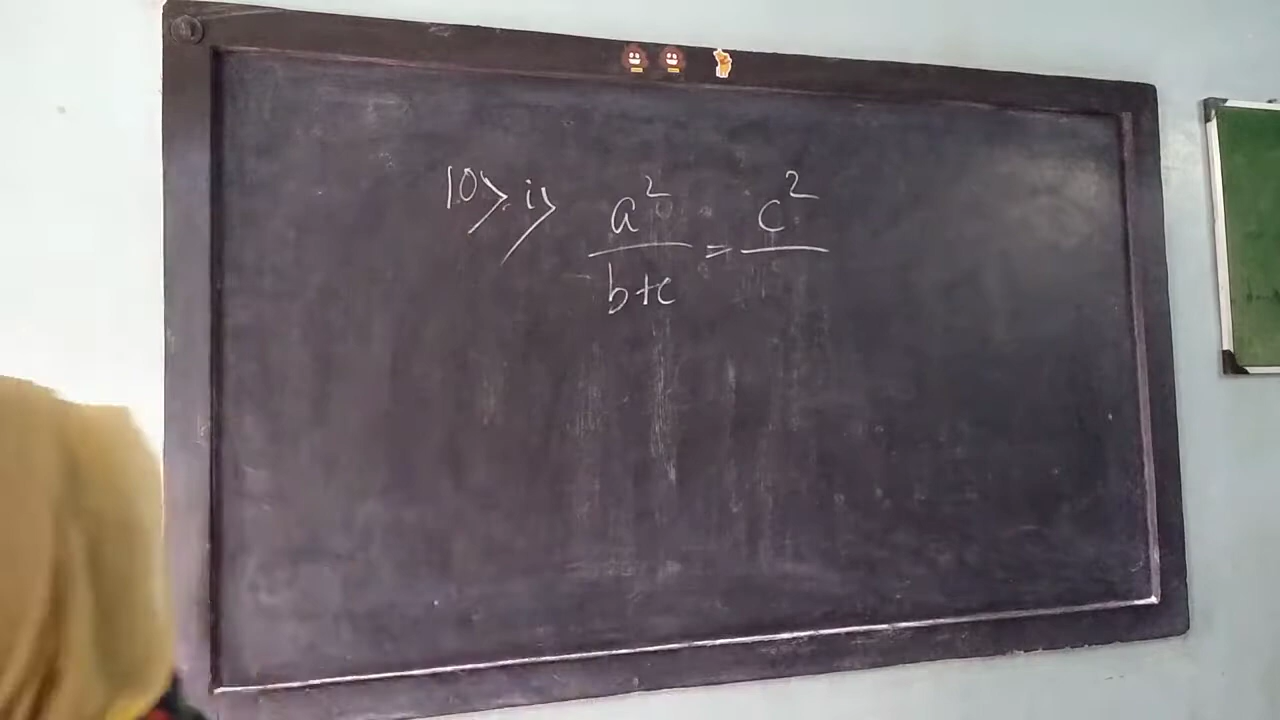 10> i> a²/b+c = c²/